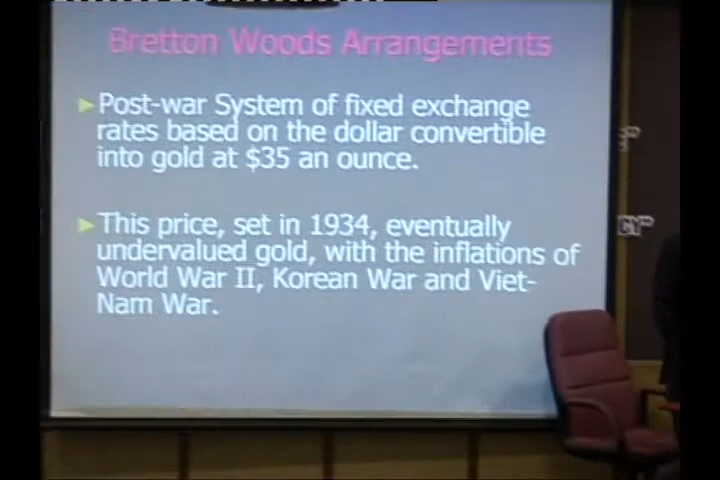 Bretton Woods Arrangements
►Post-war System of fixed exchange
rates based on the dollar convertible
into gold at $35 an ounce.
►This price, set in 1934, eventually
undervalued gold, with the inflations of
World War II, Korean War and Viet-
Nam War.